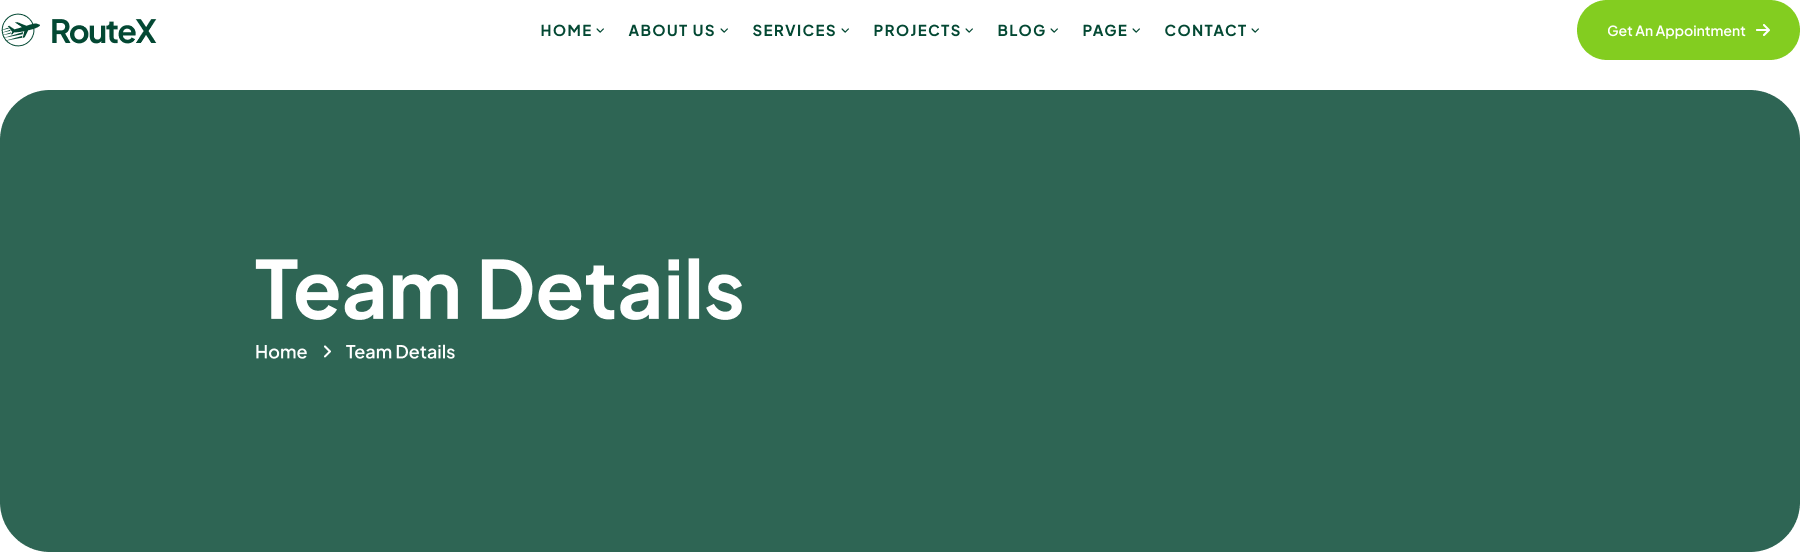 RouteX HOME ABOUT US SERVICES PROJECTS BLOG PAGE CONTACT Get An Appointment
Team Details
Home Team Details